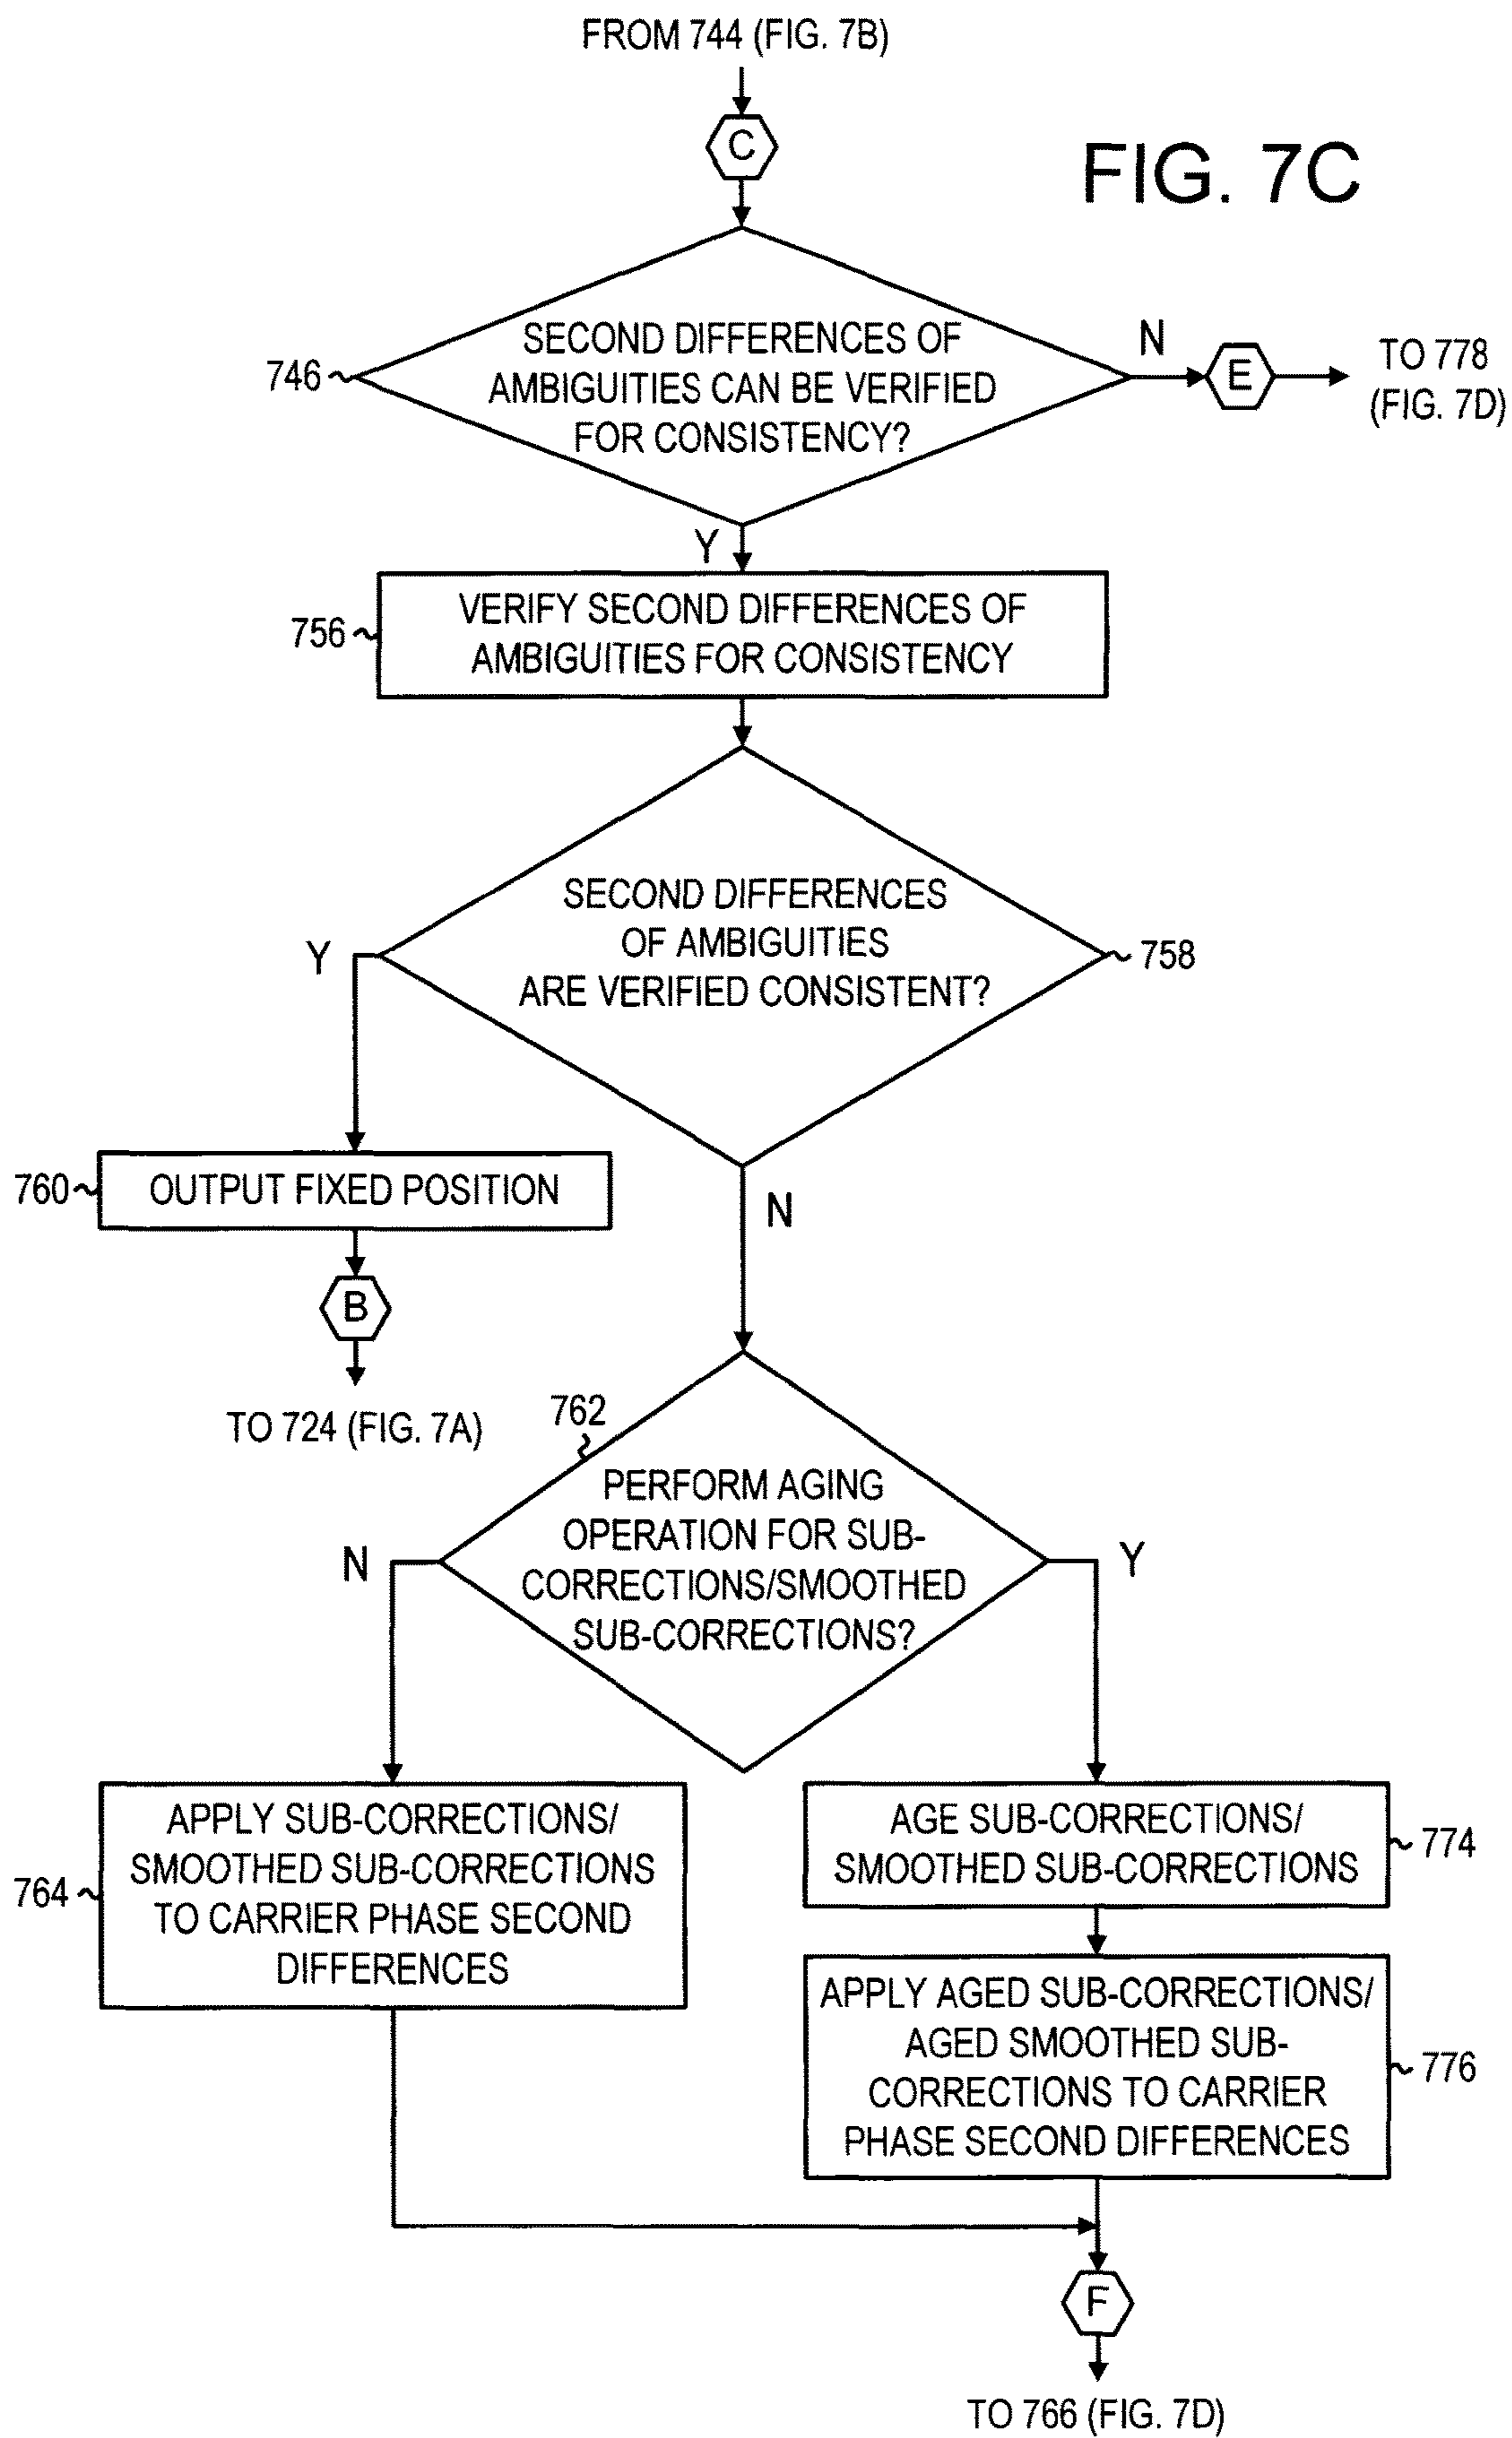 FROM 744 (FIG. 7B)
C
FIG. 7C
SECOND DIFFERENCES OF
AMBIGUITIES CAN BE VERIFIED
FOR CONSISTENCY?
746
N
E
TO 778
(FIG. 7D)
Y
VERIFY SECOND DIFFERENCES OF
AMBIGUITIES FOR CONSISTENCY
756
SECOND DIFFERENCES
OF AMBIGUITIES
ARE VERIFIED CONSISTENT?
758
Y
760
OUTPUT FIXED POSITION
N
B
TO 724 (FIG. 7A)
762
PERFORM AGING
OPERATION FOR SUB-
CORRECTIONS/SMOOTHED
SUB-CORRECTIONS?
N
Y
764
APPLY SUB-CORRECTIONS/
SMOOTHED SUB-CORRECTIONS
TO CARRIER PHASE SECOND
DIFFERENCES
AGE SUB-CORRECTIONS/
SMOOTHED SUB-CORRECTIONS
774
APPLY AGED SUB-CORRECTIONS/
AGED SMOOTHED SUB-
CORRECTIONS TO CARRIER
PHASE SECOND DIFFERENCES
776
F
TO 766 (FIG. 7D)